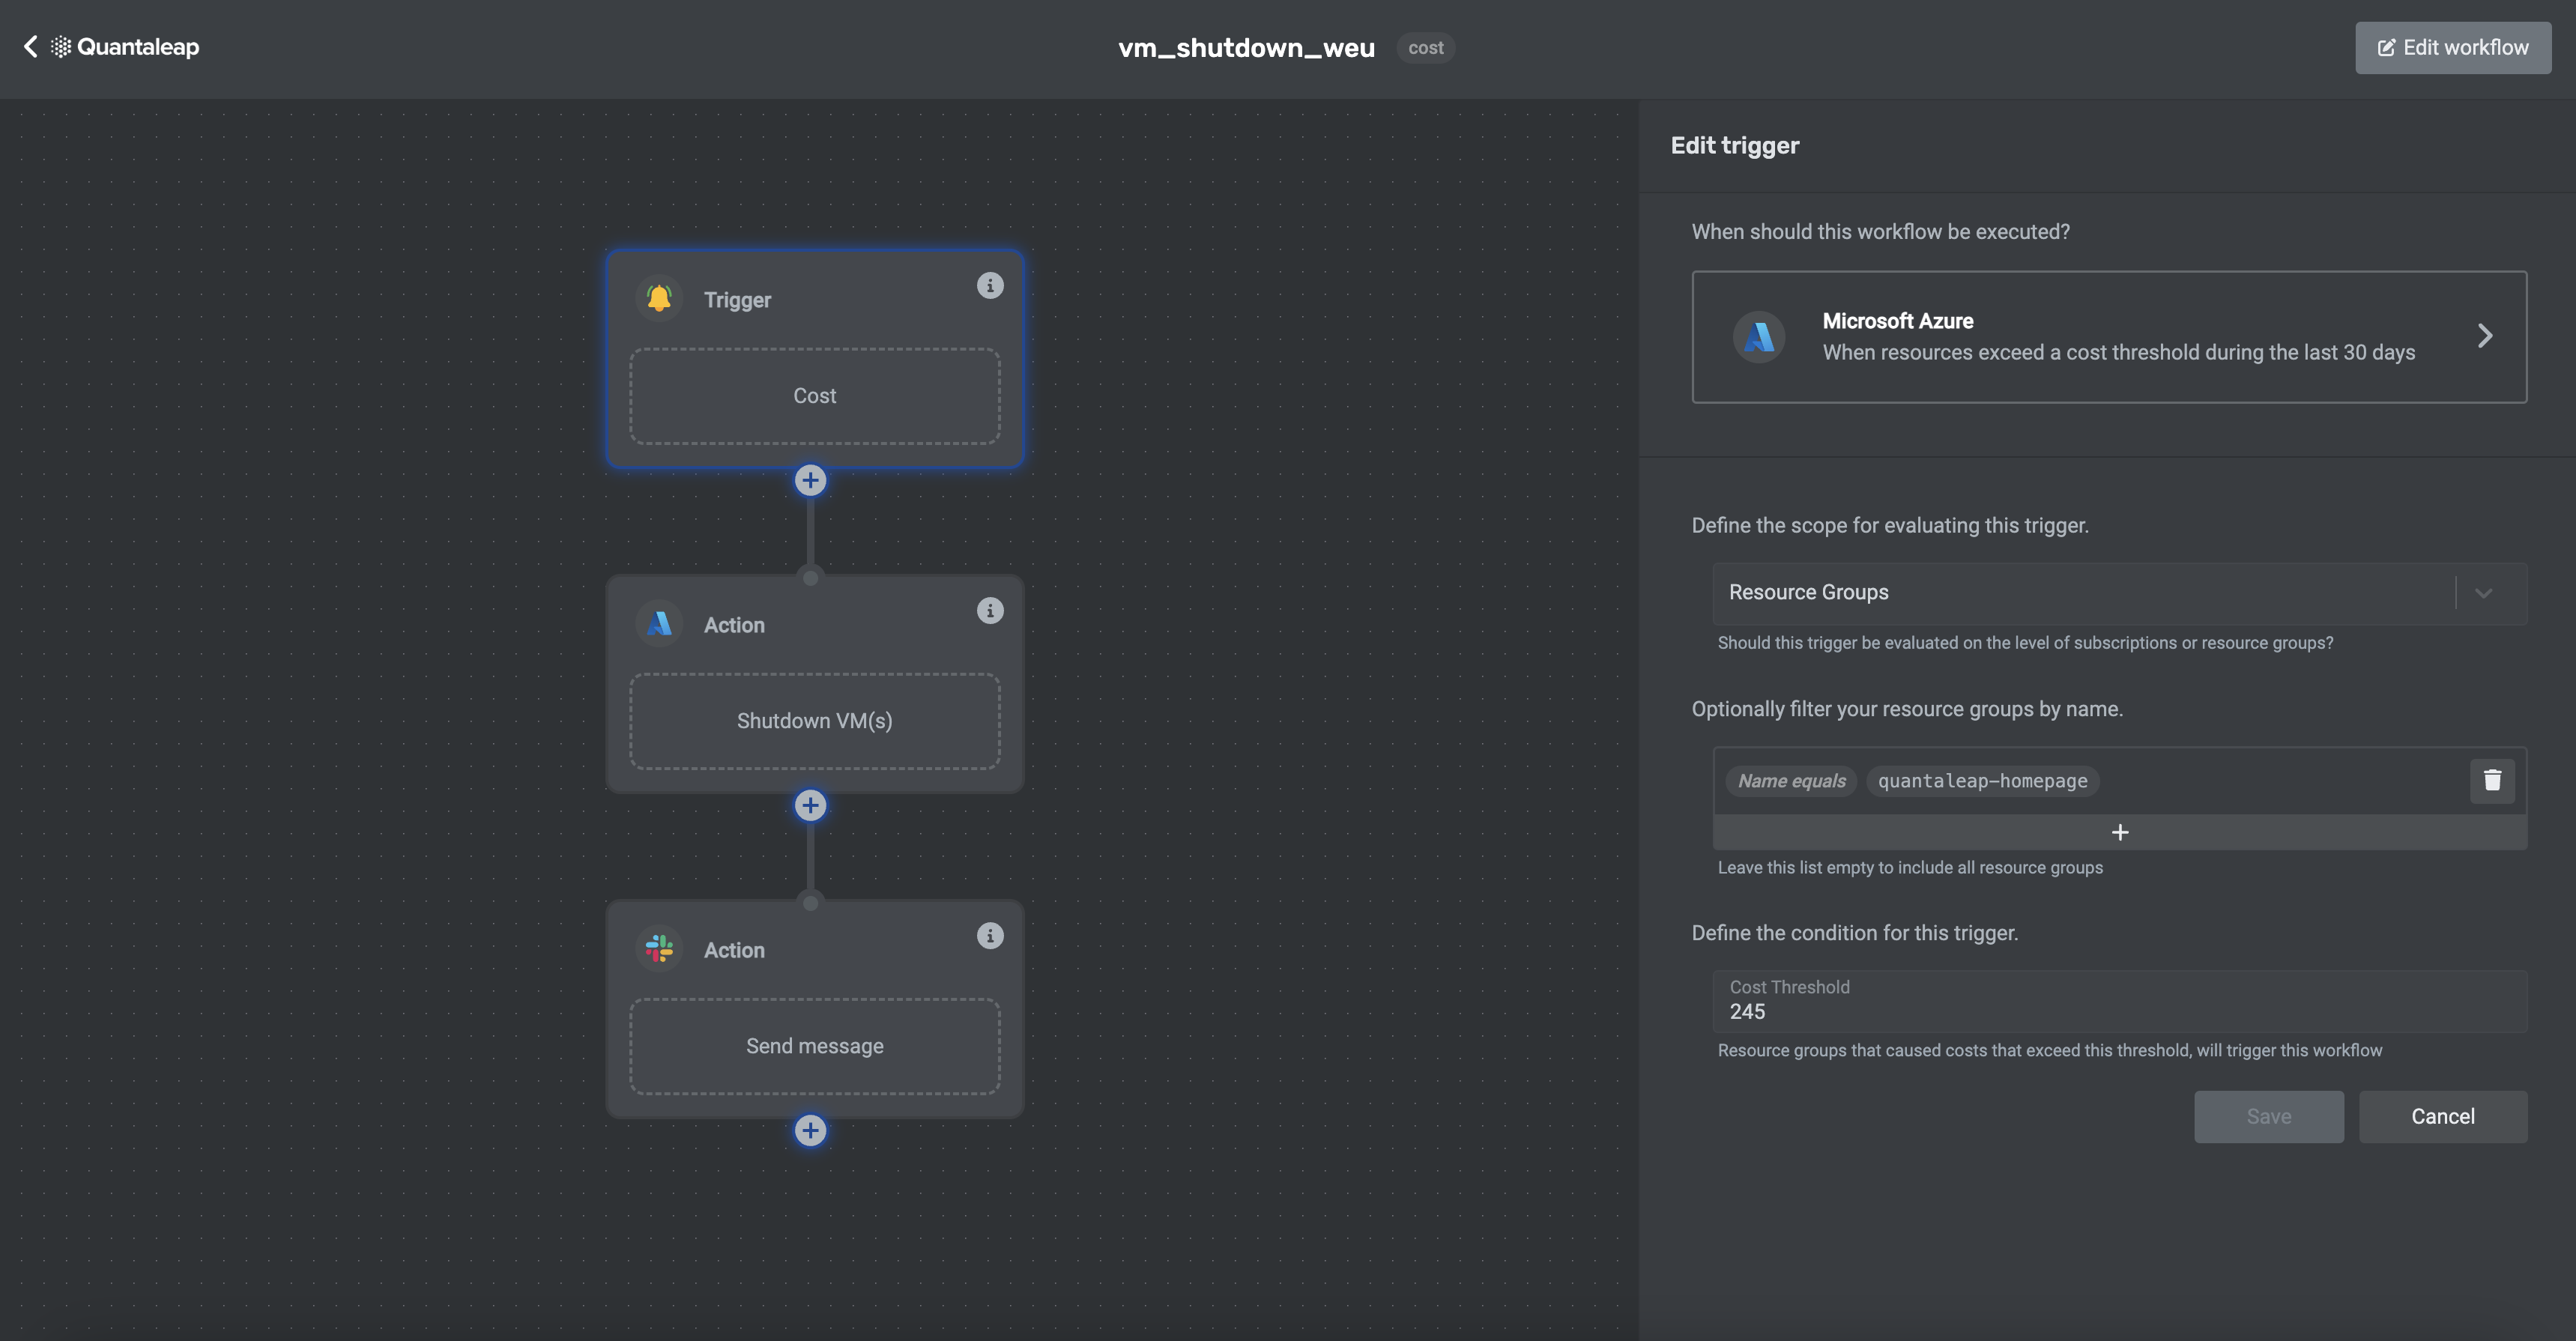 Quantaleap
vm_shutdown_weu cost
Edit workflow
Trigger
Cost
Action
Shutdown VM(s)
Action
Send message
Edit trigger
When should this workflow be executed?
Microsoft Azure
When resources exceed a cost threshold during the last 30 days
Define the scope for evaluating this trigger.
Resource Groups
Should this trigger be evaluated on the level of subscriptions or resource groups?
Optionally filter your resource groups by name.
Name equals quantaleap-homepage
Leave this list empty to include all resource groups
Define the condition for this trigger.
Cost Threshold
245
Resource groups that caused costs that exceed this threshold, will trigger this workflow
Save Cancel